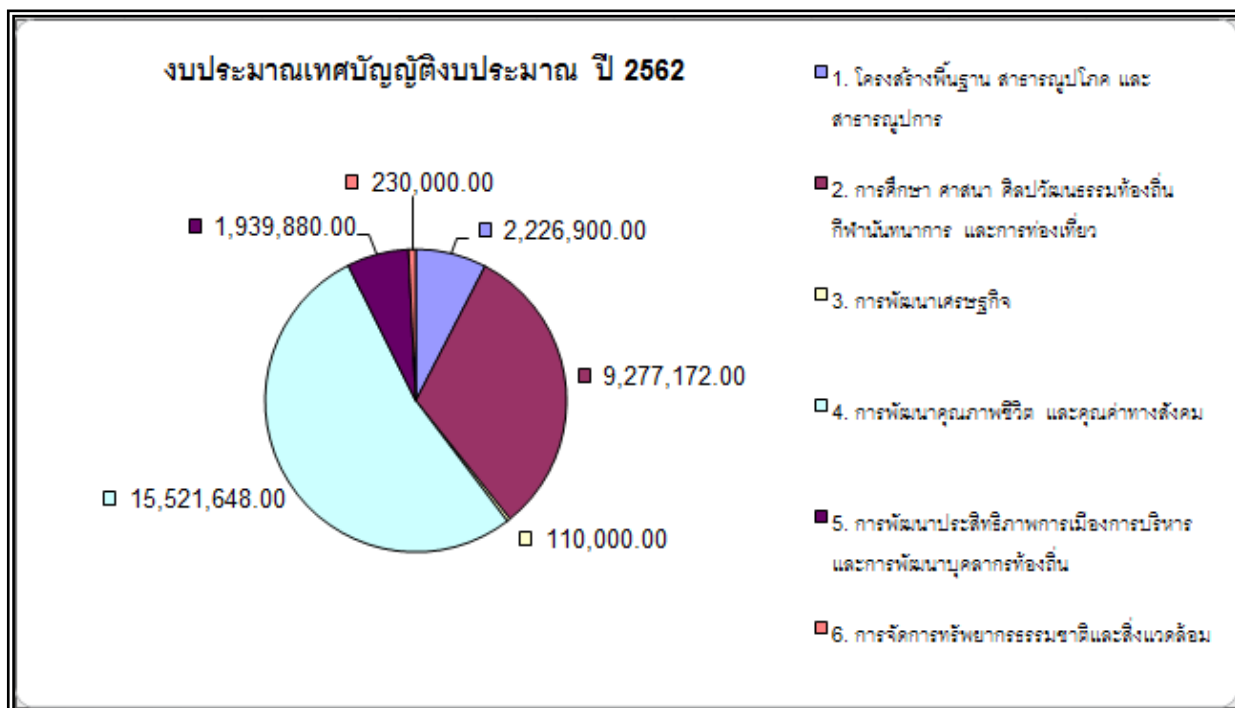 งบประมาณเทศบัญญัติงบประมาณ ปี 2562
230,000.00
1,939,880.00
2,226,900.00
9,277,172.00
15,521,648.00
110,000.00
1. โครงสร้างพื้นฐาน สาธารณูปโภค และ
สาธารณูปการ
2. การศึกษา ศาสนา ศิลปวัฒนธรรมท้องถิ่น
กีฬานันทนาการ และการท่องเที่ยว
3. การพัฒนาเศรษฐกิจ
4. การพัฒนาคุณภาพชีวิต และคุณค่าทางสังคม
5. การพัฒนาประสิทธิภาพการเมืองการบริหาร
และการพัฒนาบุคลากรท้องถิ่น
6. การจัดการทรัพยากรธรรมชาติและสิ่งแวดล้อม